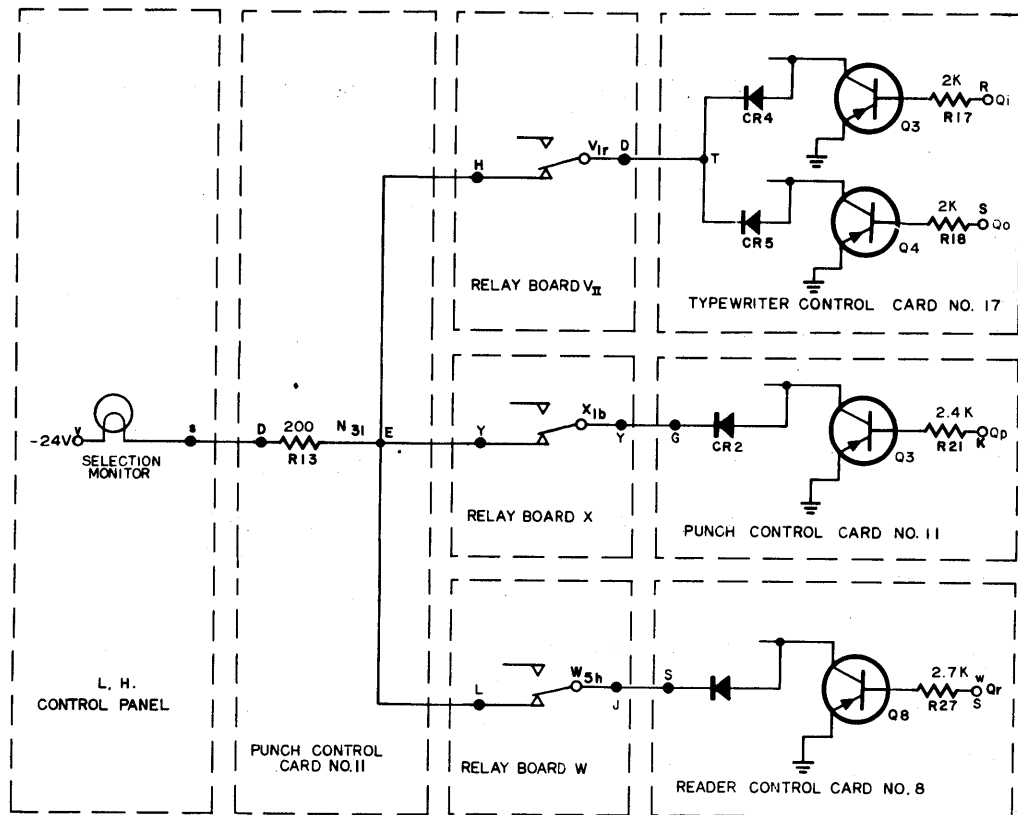 2K
R
Qi
R17
Q3
CR4
V1r
D
T
H
2K
S
Qo
R18
Q4
CR5
RELAY BOARD VII
TYPEWRITER CONTROL CARD NO. 17
-24V
v
s
SELECTION
MONITOR
D
200
R13
N 31
E
Y
X1b
Y
G
CR2
2.4 K
Qp
R21
K
Q3
RELAY BOARD X
PUNCH CONTROL CARD NO. 11
L
W5h
J
S
2.7 K
w
Qr
S
R27
Q8
L. H.
CONTROL PANEL
PUNCH CONTROL
CARD NO. 11
RELAY BOARD W
READER CONTROL CARD NO. 8